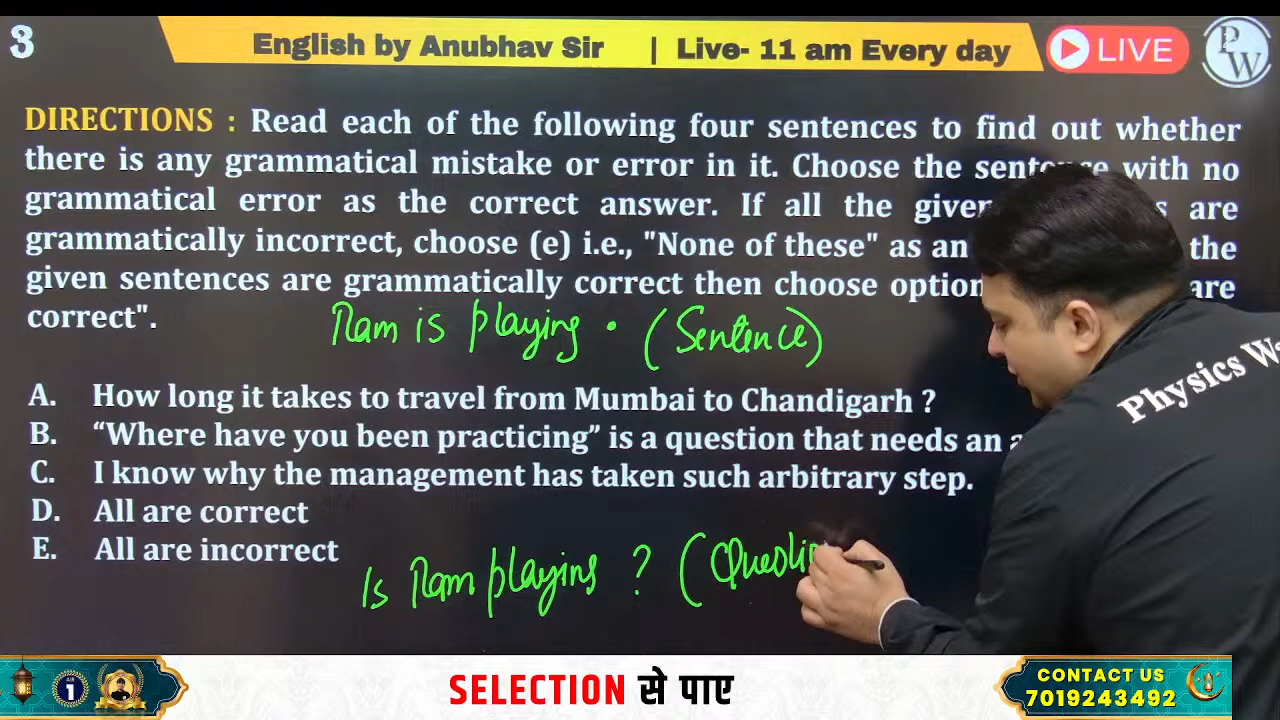 3
English by Anubhav Sir | Live- 11 am Every day
LIVE
PW
DIRECTIONS : Read each of the following four sentences to find out whether
there is any grammatical mistake or error in it. Choose the sentence with no
grammatical error as the correct answer. If all the given are
grammatically incorrect, choose (e) i.e., "None of these" as an the
given sentences are grammatically correct then choose option are
correct".
Ram is playing . (Sentence)
A. How long it takes to travel from Mumbai to Chandigarh ?
B. “Where have you been practicing” is a question that needs an
C. I know why the management has taken such arbitrary step.
D. All are correct
E. All are incorrect
Is Ram playing ? (
Physics
1
SELECTION से पाए
CONTACT US
7019243492